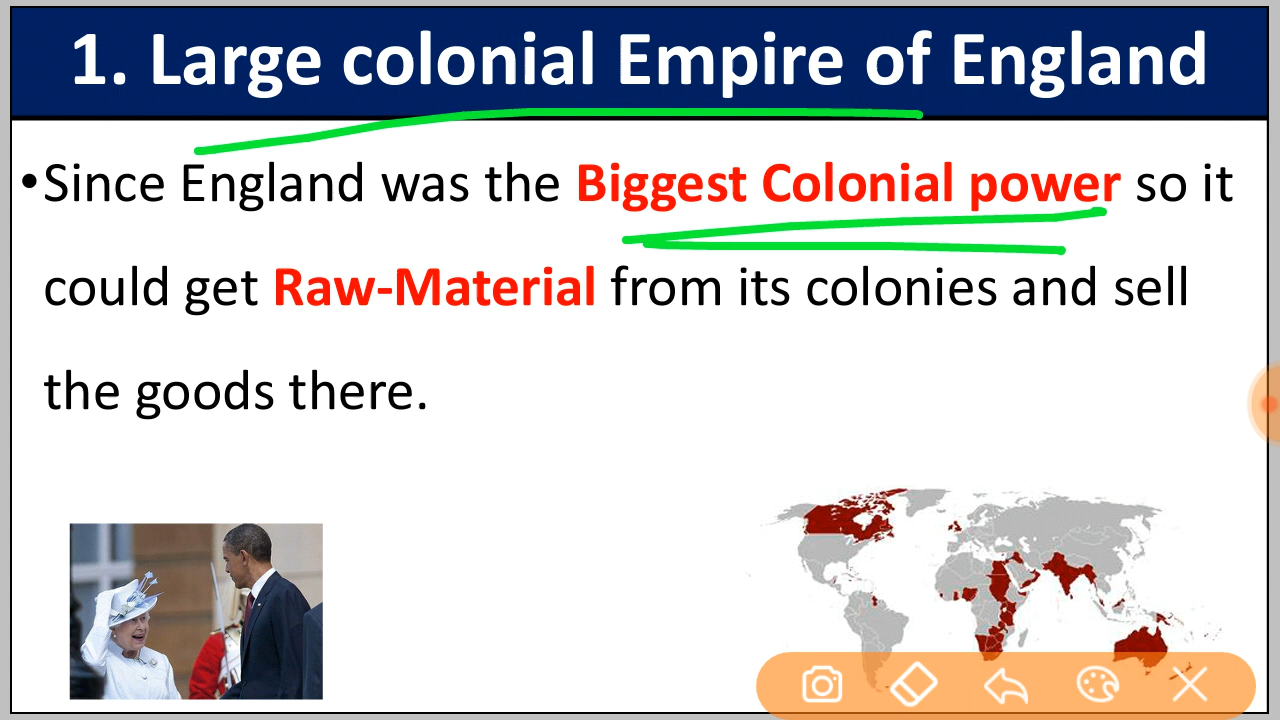 1. Large colonial Empire of England
•Since England was the Biggest Colonial power so it
could get Raw-Material from its colonies and sell
the goods there.